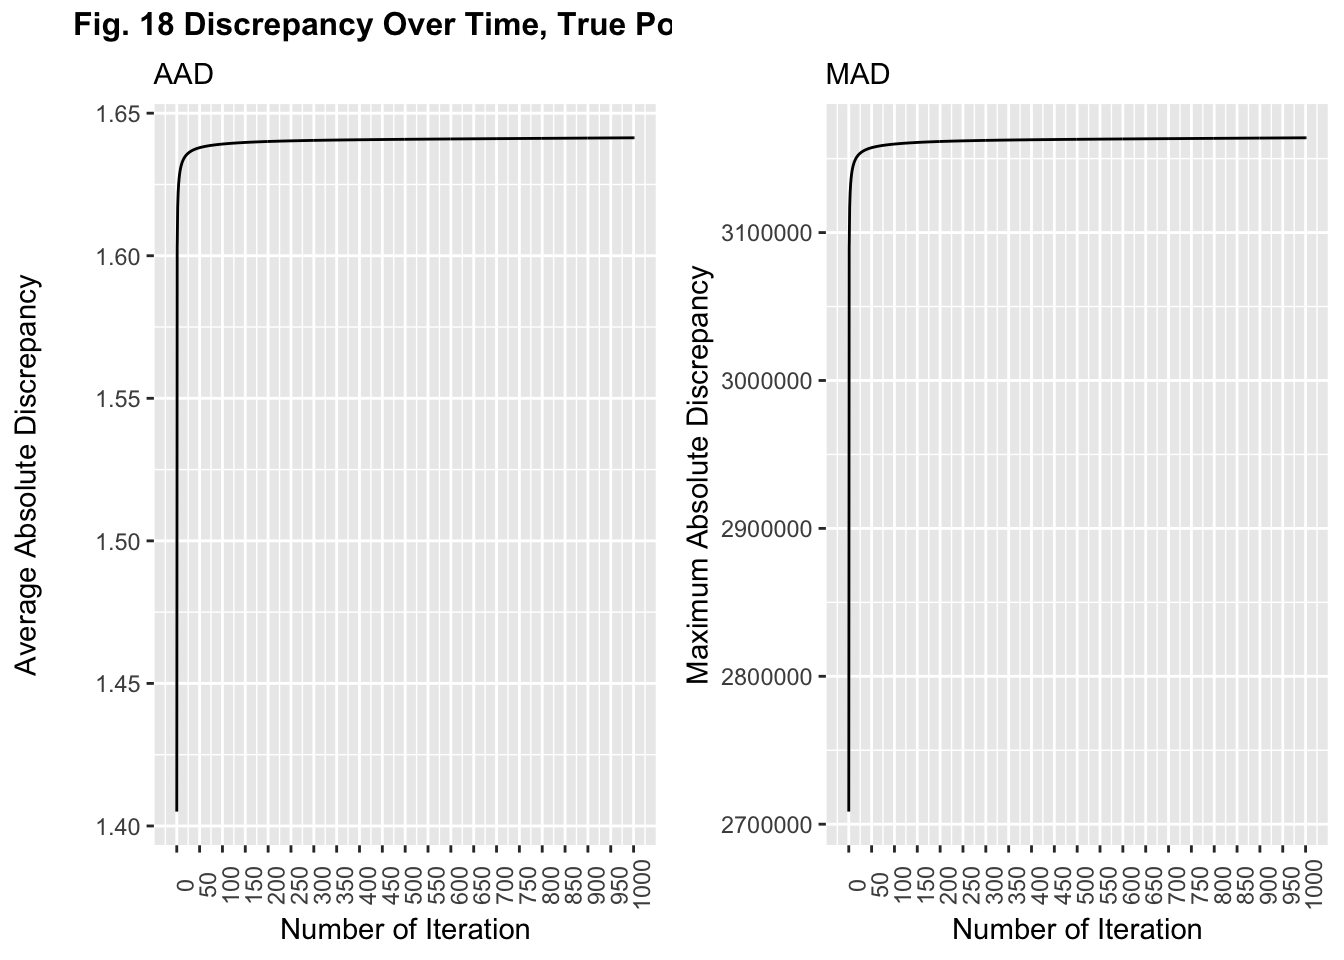 Fig. 18 Discrepancy Over Time, True Po
AAD
Average Absolute Discrepancy
1.65
1.60
1.55
1.50
1.45
1.40
0 50 100 150 200 250 300 350 400 450 500 550 600 650 700 750 800 850 900 950 1000
Number of Iteration
MAD
Maximum Absolute Discrepancy
3100000
3000000
2900000
2800000
2700000
0 50 100 150 200 250 300 350 400 450 500 550 600 650 700 750 800 850 900 950 1000
Number of Iteration